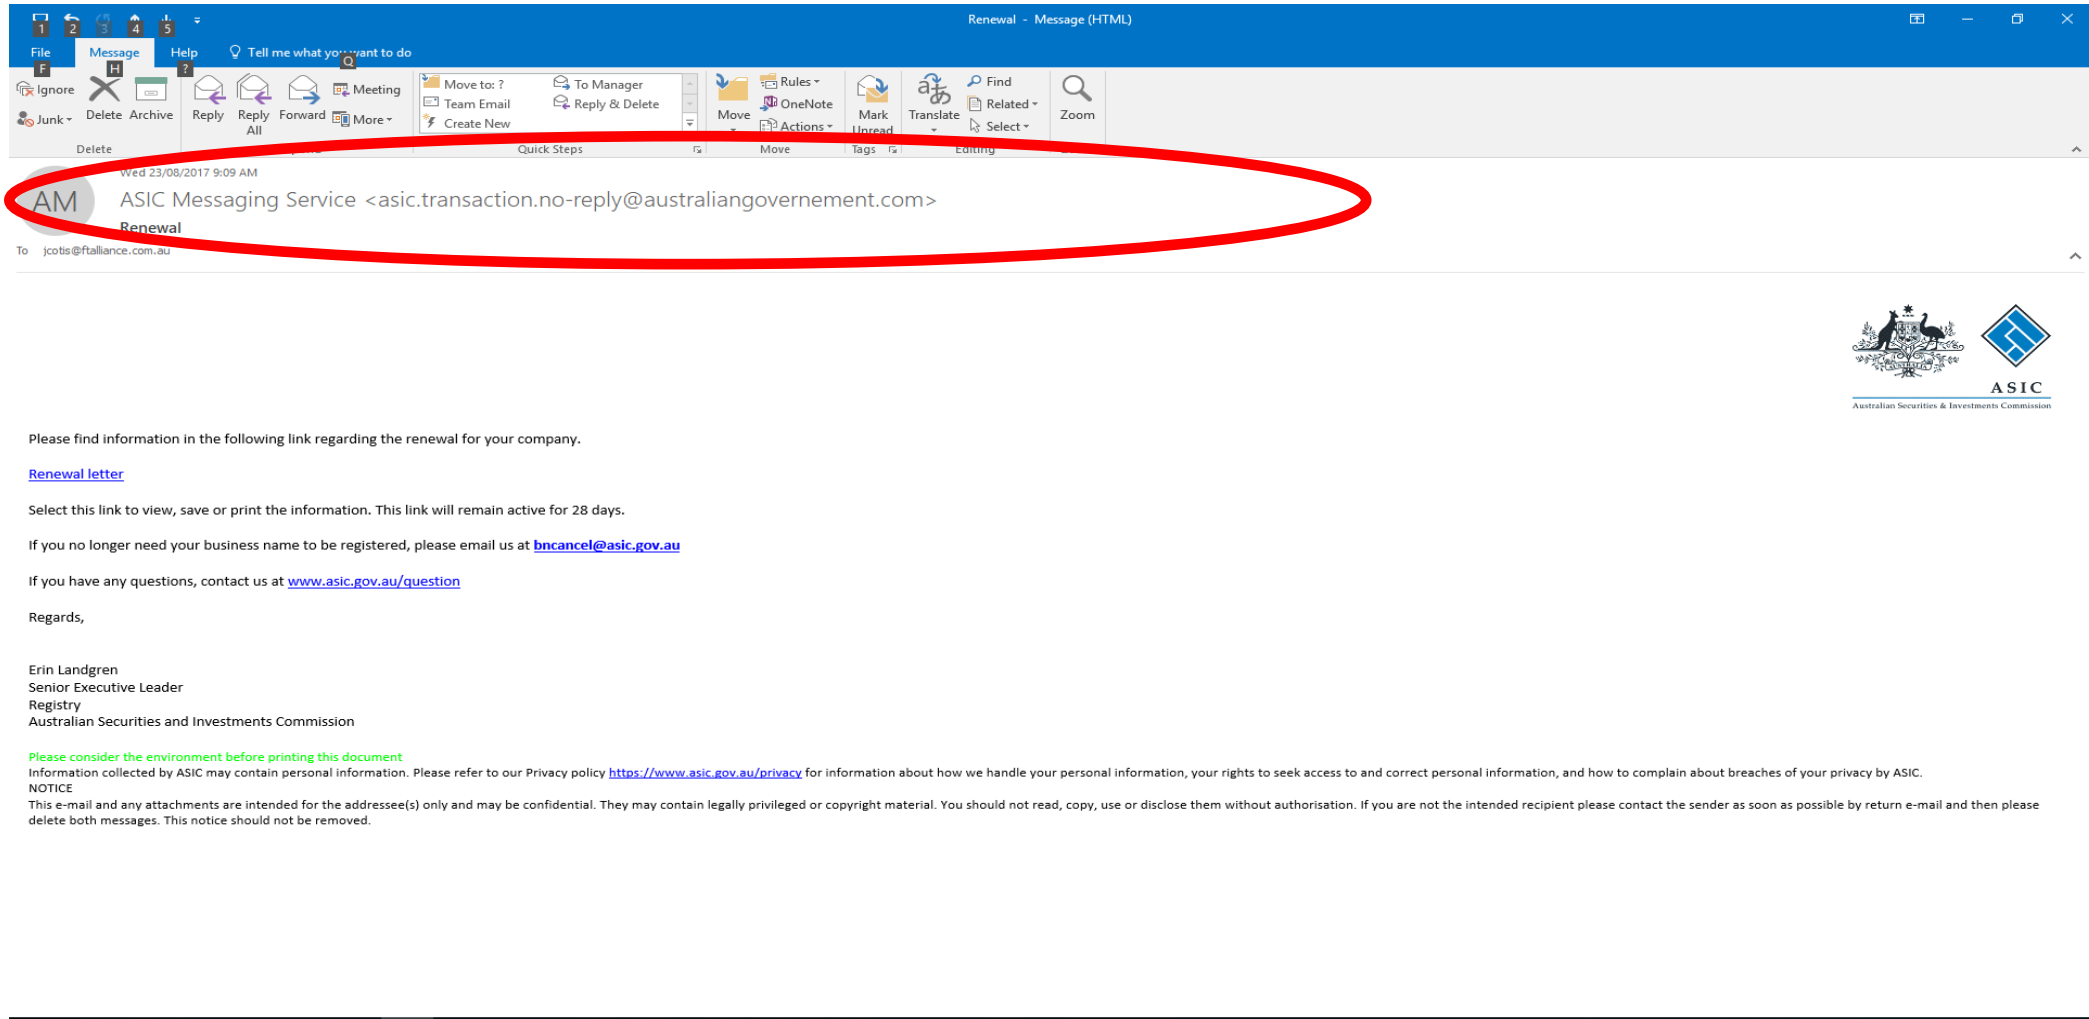 1 2 3 4 5
Renewal - Message (HTML)
File Message Help Tell me what you want to do
F H ? Q
Ignore
Junk
Delete Archive
Reply Reply All Forward
Meeting
More
Move to: ? To Manager
Team Email Reply & Delete
Create New
Move
Rules
OneNote
Actions
Mark Unread
Translate
Find
Related
Select
Zoom
Delete Quick Steps Move Tags Editing
Wed 23/08/2017 9:09 AM
AM
ASIC Messaging Service <asic.transaction.no-reply@australiangovernement.com>
Renewal
To jcotis@ftalliance.com.au
AUSTRALIA
ASIC
Australian Securities & Investments Commission
Please find information in the following link regarding the renewal for your company.
Renewal letter
Select this link to view, save or print the information. This link will remain active for 28 days.
If you no longer need your business name to be registered, please email us at bncancel@asic.gov.au
If you have any questions, contact us at www.asic.gov.au/question
Regards,
Erin Landgren
Senior Executive Leader
Registry
Australian Securities and Investments Commission
Please consider the environment before printing this document
Information collected by ASIC may contain personal information. Please refer to our Privacy policy https://www.asic.gov.au/privacy for information about how we handle your personal information, your rights to seek access to and correct personal information, and how to complain about breaches of your privacy by ASIC.
NOTICE
This e-mail and any attachments are intended for the addressee(s) only and may be confidential. They may contain legally privileged or copyright material. You should not read, copy, use or disclose them without authorisation. If you are not the intended recipient please contact the sender as soon as possible by return e-mail and then please
delete both messages. This notice should not be removed.